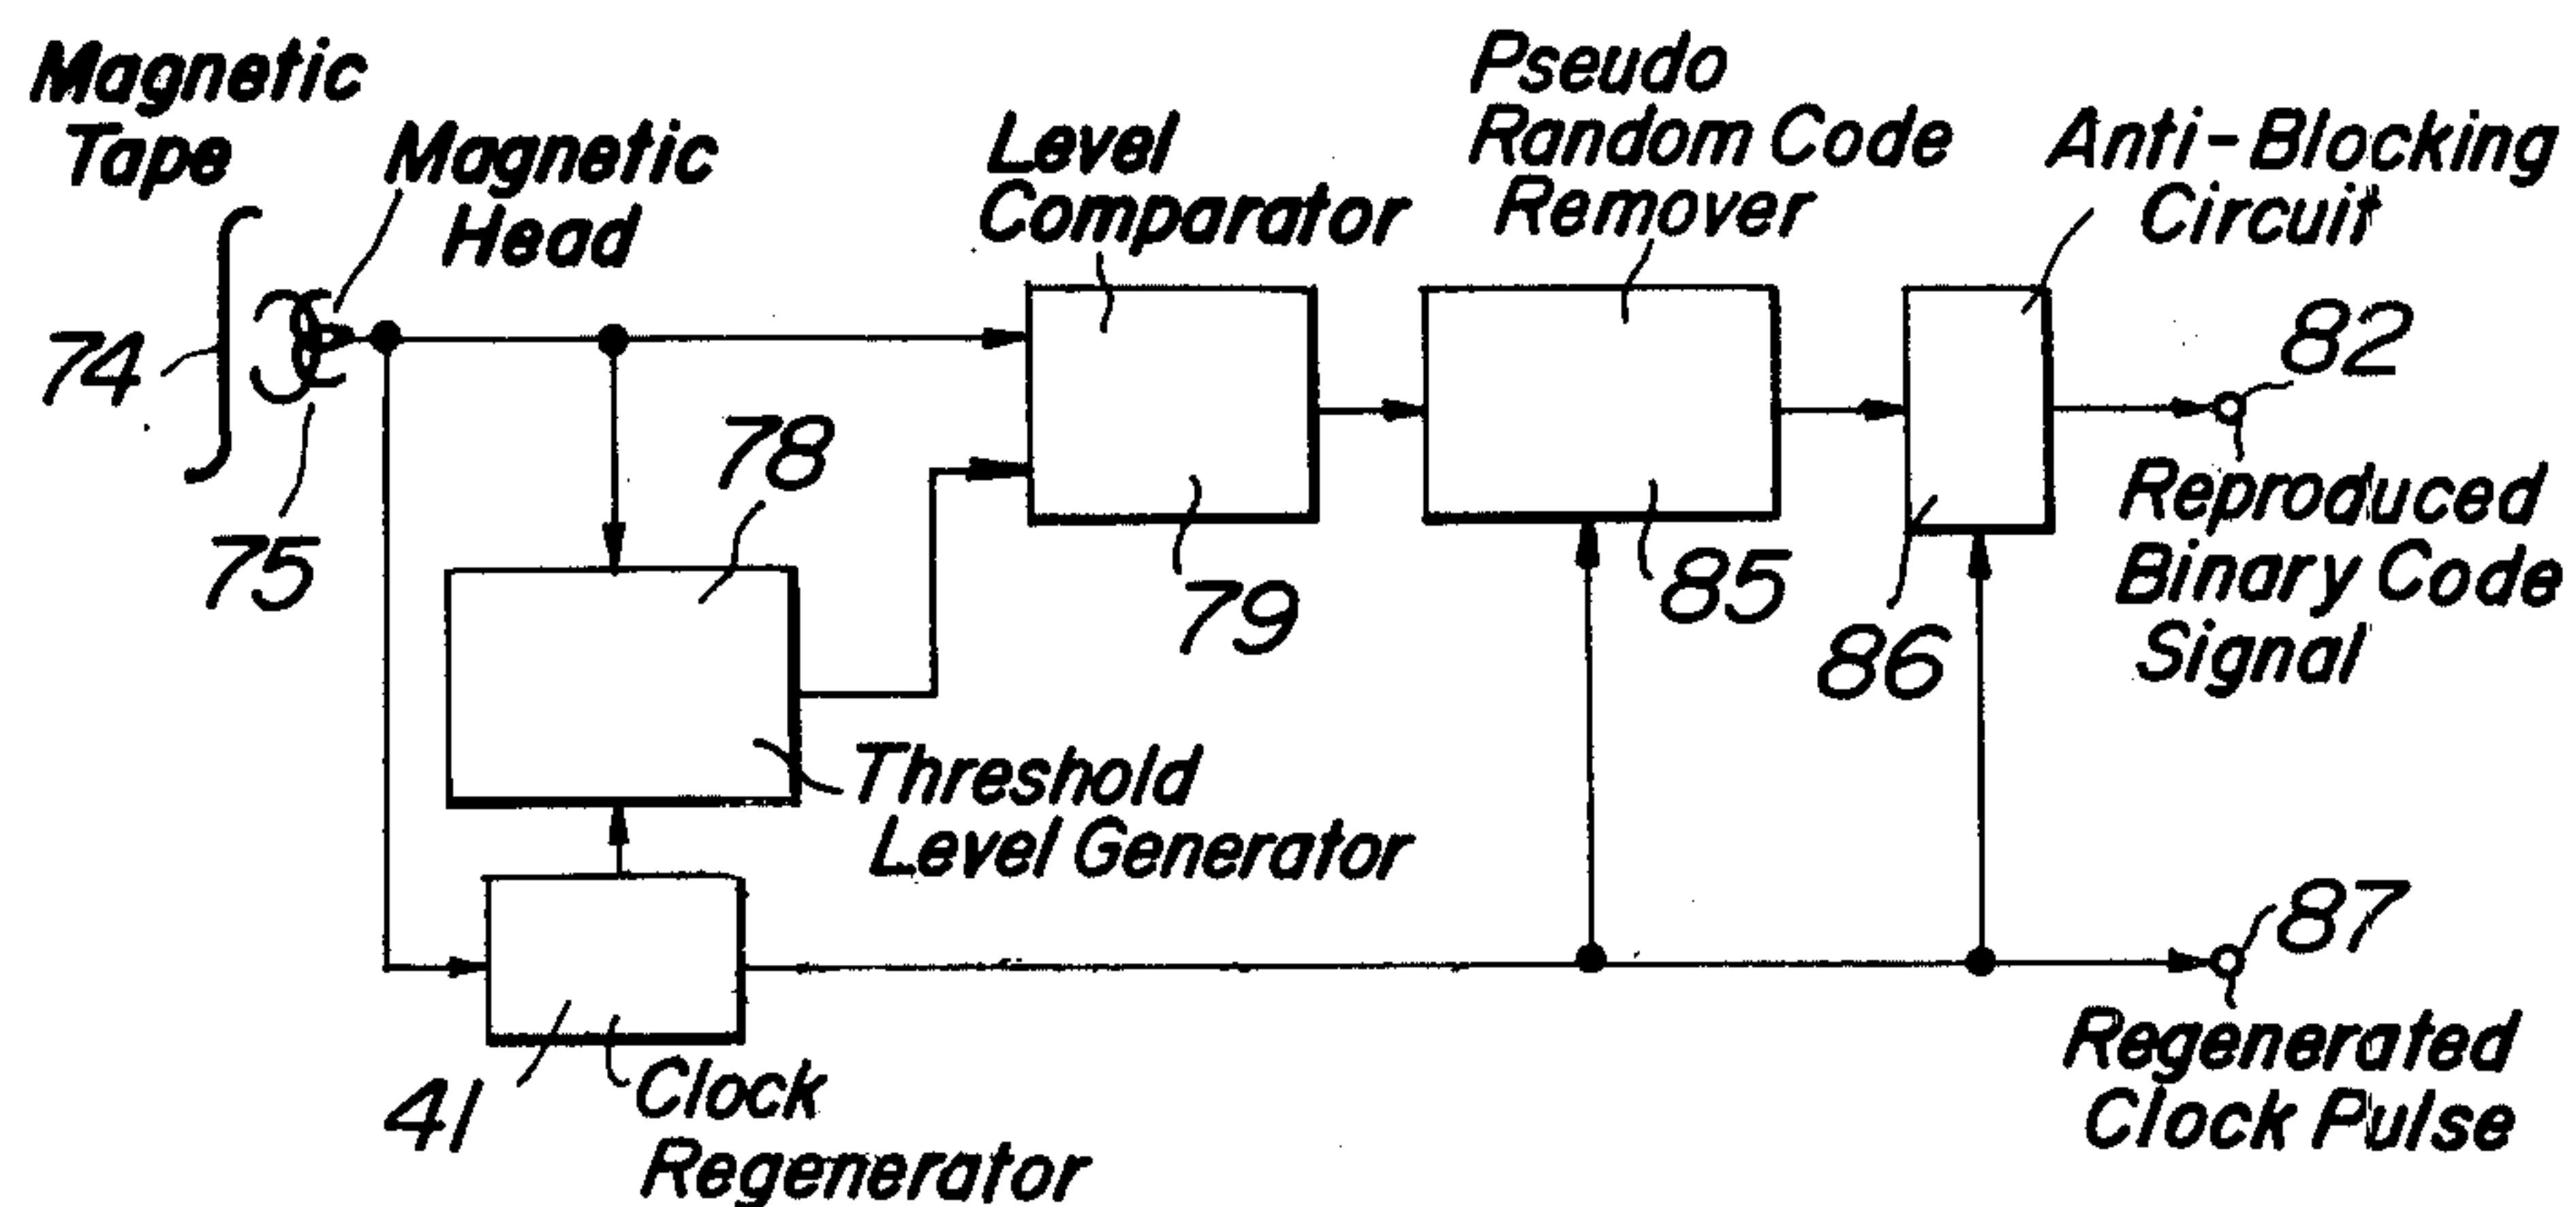 Magnetic
Tape
Magnetic
Head
Level
Comparator
Pseudo
Random Code
Remover
Anti-Blocking
Circuit
74
75
78
79
85
86
82
Reproduced
Binary Code
Signal
Threshold
Level Generator
41
Clock
Regenerator
87
Regenerated
Clock Pulse